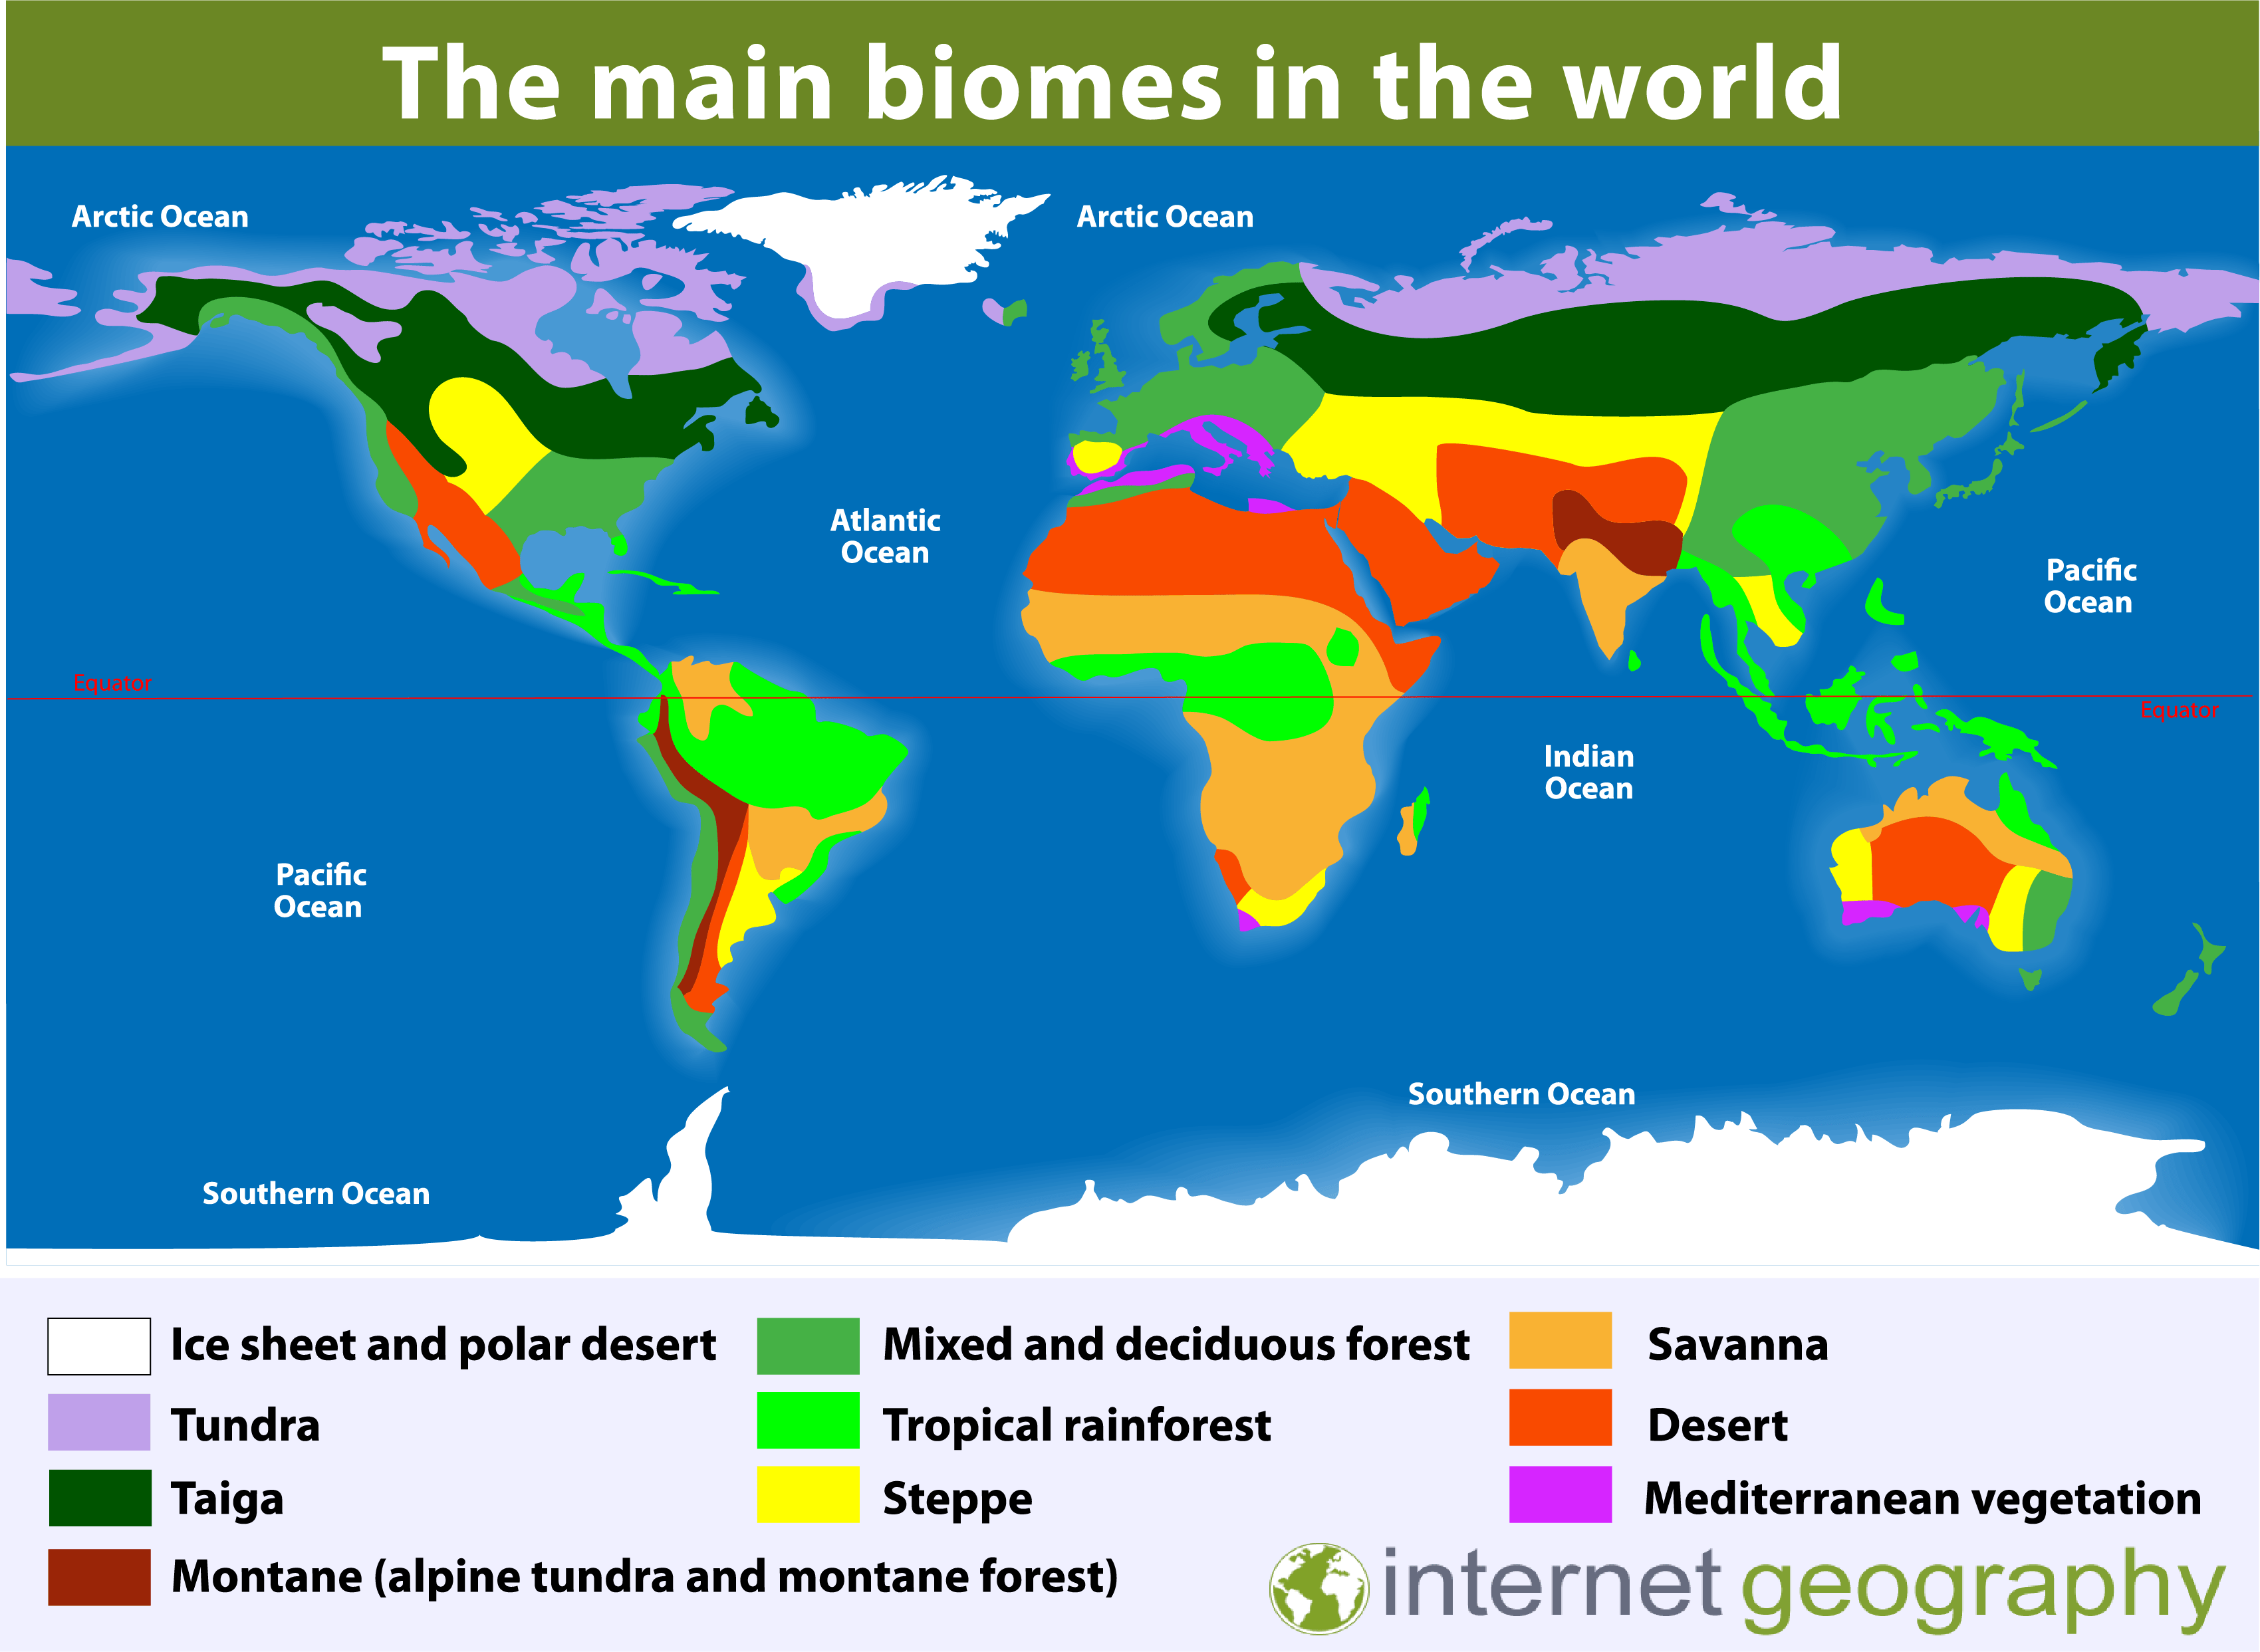 The main biomes in the world
Arctic Ocean
Arctic Ocean
Atlantic
Ocean
Pacific
Ocean
Equator
Equator
Indian
Ocean
Pacific
Ocean
Southern Ocean
Southern Ocean
Ice sheet and polar desert
Mixed and deciduous forest
Savanna
Tundra
Tropical rainforest
Desert
Taiga
Steppe
Mediterranean vegetation
Montane (alpine tundra and montane forest)
internet geography